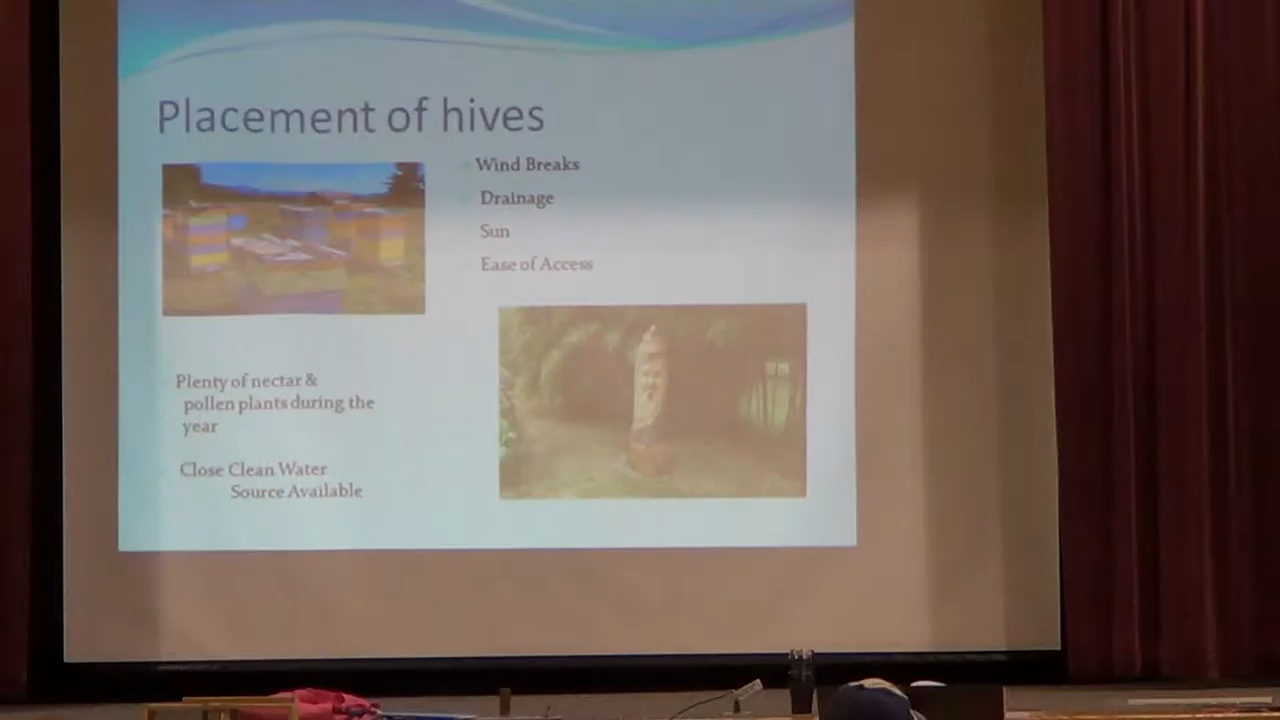 Placement of hives
Wind Breaks
Drainage
Sun
Ease of Access
Plenty of nectar &
pollen plants during the
year
Close Clean Water
Source Available